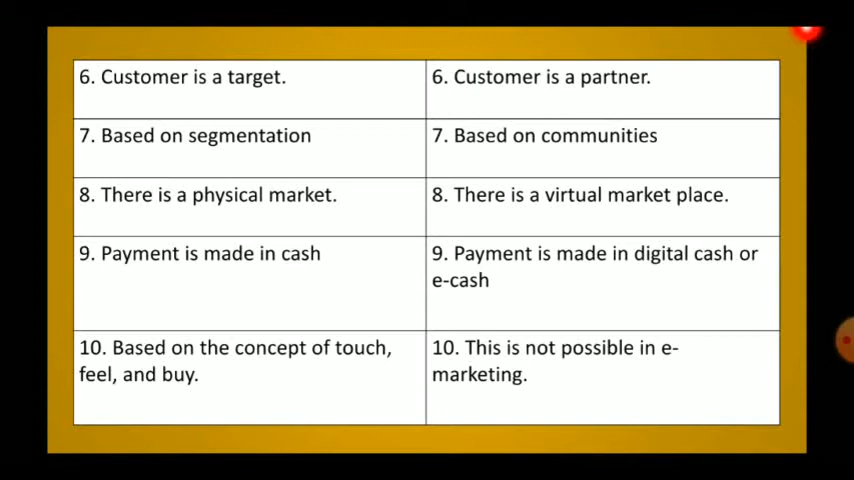 6. Customer is a target.
6. Customer is a partner.
7. Based on segmentation
7. Based on communities
8. There is a physical market.
8. There is a virtual market place.
9. Payment is made in cash
9. Payment is made in digital cash or
e-cash
10. Based on the concept of touch,
feel, and buy.
10. This is not possible in e-
marketing.